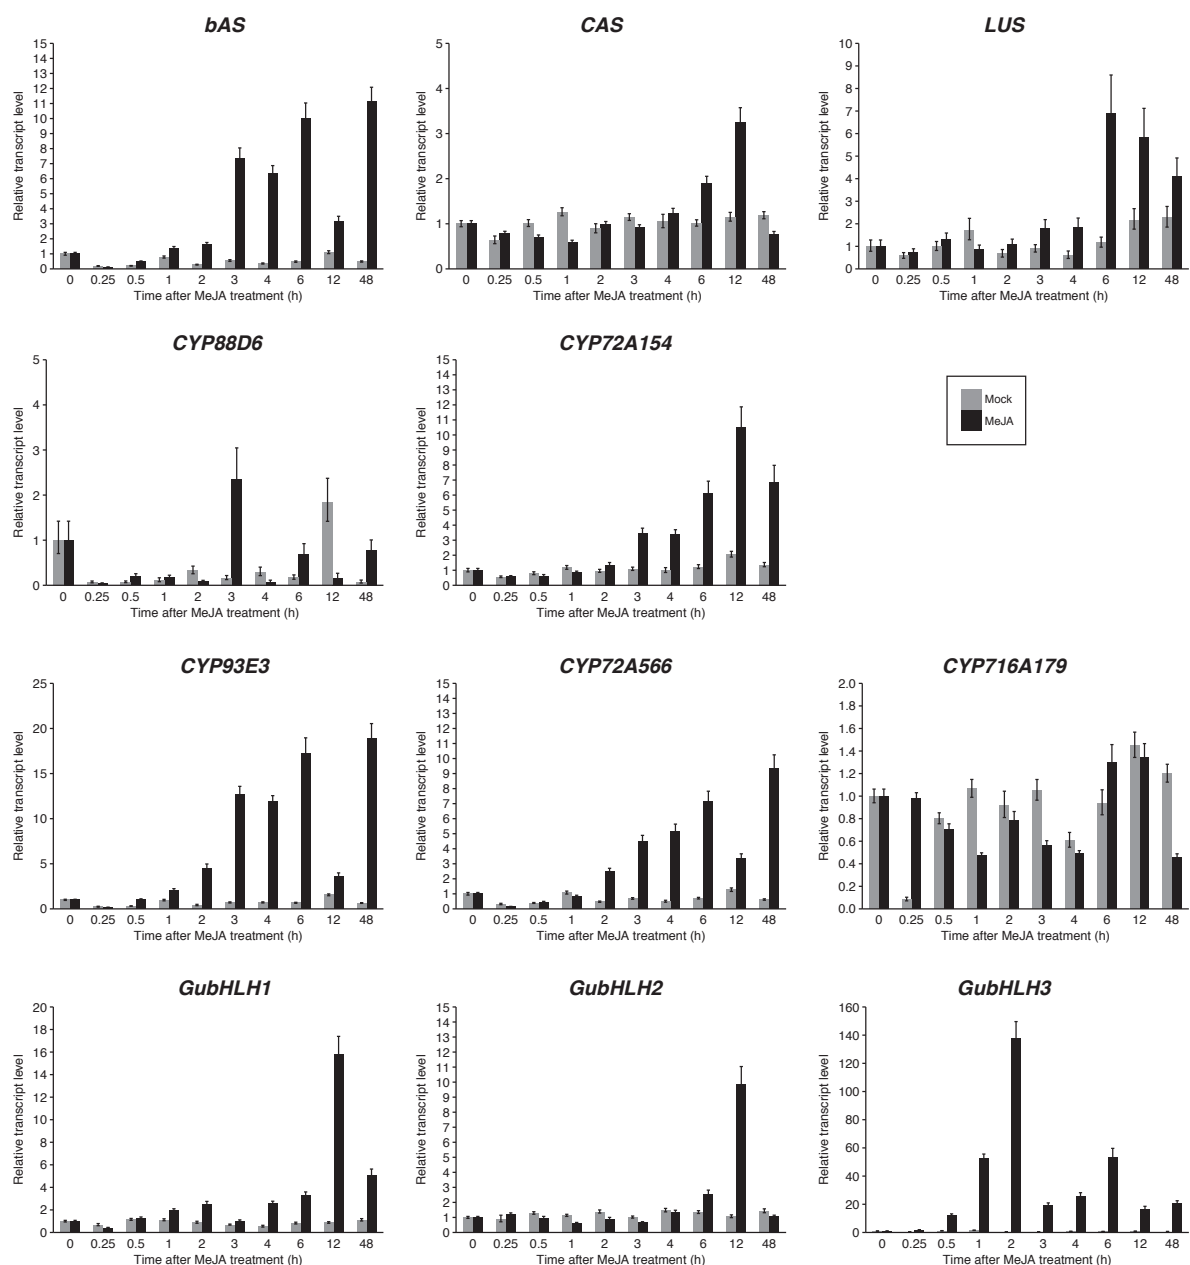 bAS
Relative transcript level
15
14
13
12
11
10
9
8
7
6
5
4
3
2
1
0
0 0.25 0.5 1 2 3 4 6 12 48
Time after MeJA treatment (h)
CAS
Relative transcript level
5
4
3
2
1
0
0 0.25 0.5 1 2 3 4 6 12 48
Time after MeJA treatment (h)
LUS
Relative transcript level
10
9
8
7
6
5
4
3
2
1
0
0 0.25 0.5 1 2 3 4 6 12 48
Time after MeJA treatment (h)
CYP88D6
Relative transcript level
5
4
3
2
1
0
0 0.25 0.5 1 2 3 4 6 12 48
Time after MeJA treatment (h)
CYP72A154
Relative transcript level
15
14
13
12
11
10
9
8
7
6
5
4
3
2
1
0
0 0.25 0.5 1 2 3 4 6 12 48
Time after MeJA treatment (h)
Mock
MeJA
CYP93E3
Relative transcript level
25
20
15
10
5
0
0 0.25 0.5 1 2 3 4 6 12 48
Time after MeJA treatment (h)
CYP72A566
Relative transcript level
15
14
13
12
11
10
9
8
7
6
5
4
3
2
1
0
0 0.25 0.5 1 2 3 4 6 12 48
Time after MeJA treatment (h)
CYP716A179
Relative transcript level
2.0
1.8
1.6
1.4
1.2
1.0
0.8
0.6
0.4
0.2
0.0
0 0.25 0.5 1 2 3 4 6 12 48
Time after MeJA treatment (h)
GubHLH1
Relative transcript level
20
18
16
14
12
10
8
6
4
2
0
0 0.25 0.5 1 2 3 4 6 12 48
Time after MeJA treatment (h)
GubHLH2
Relative transcript level
15
14
13
12
11
10
9
8
7
6
5
4
3
2
1
0
0 0.25 0.5 1 2 3 4 6 12 48
Time after MeJA treatment (h)
GubHLH3
Relative transcript level
160
140
120
100
80
60
40
20
0
0 0.25 0.5 1 2 3 4 6 12 48
Time after MeJA treatment (h)